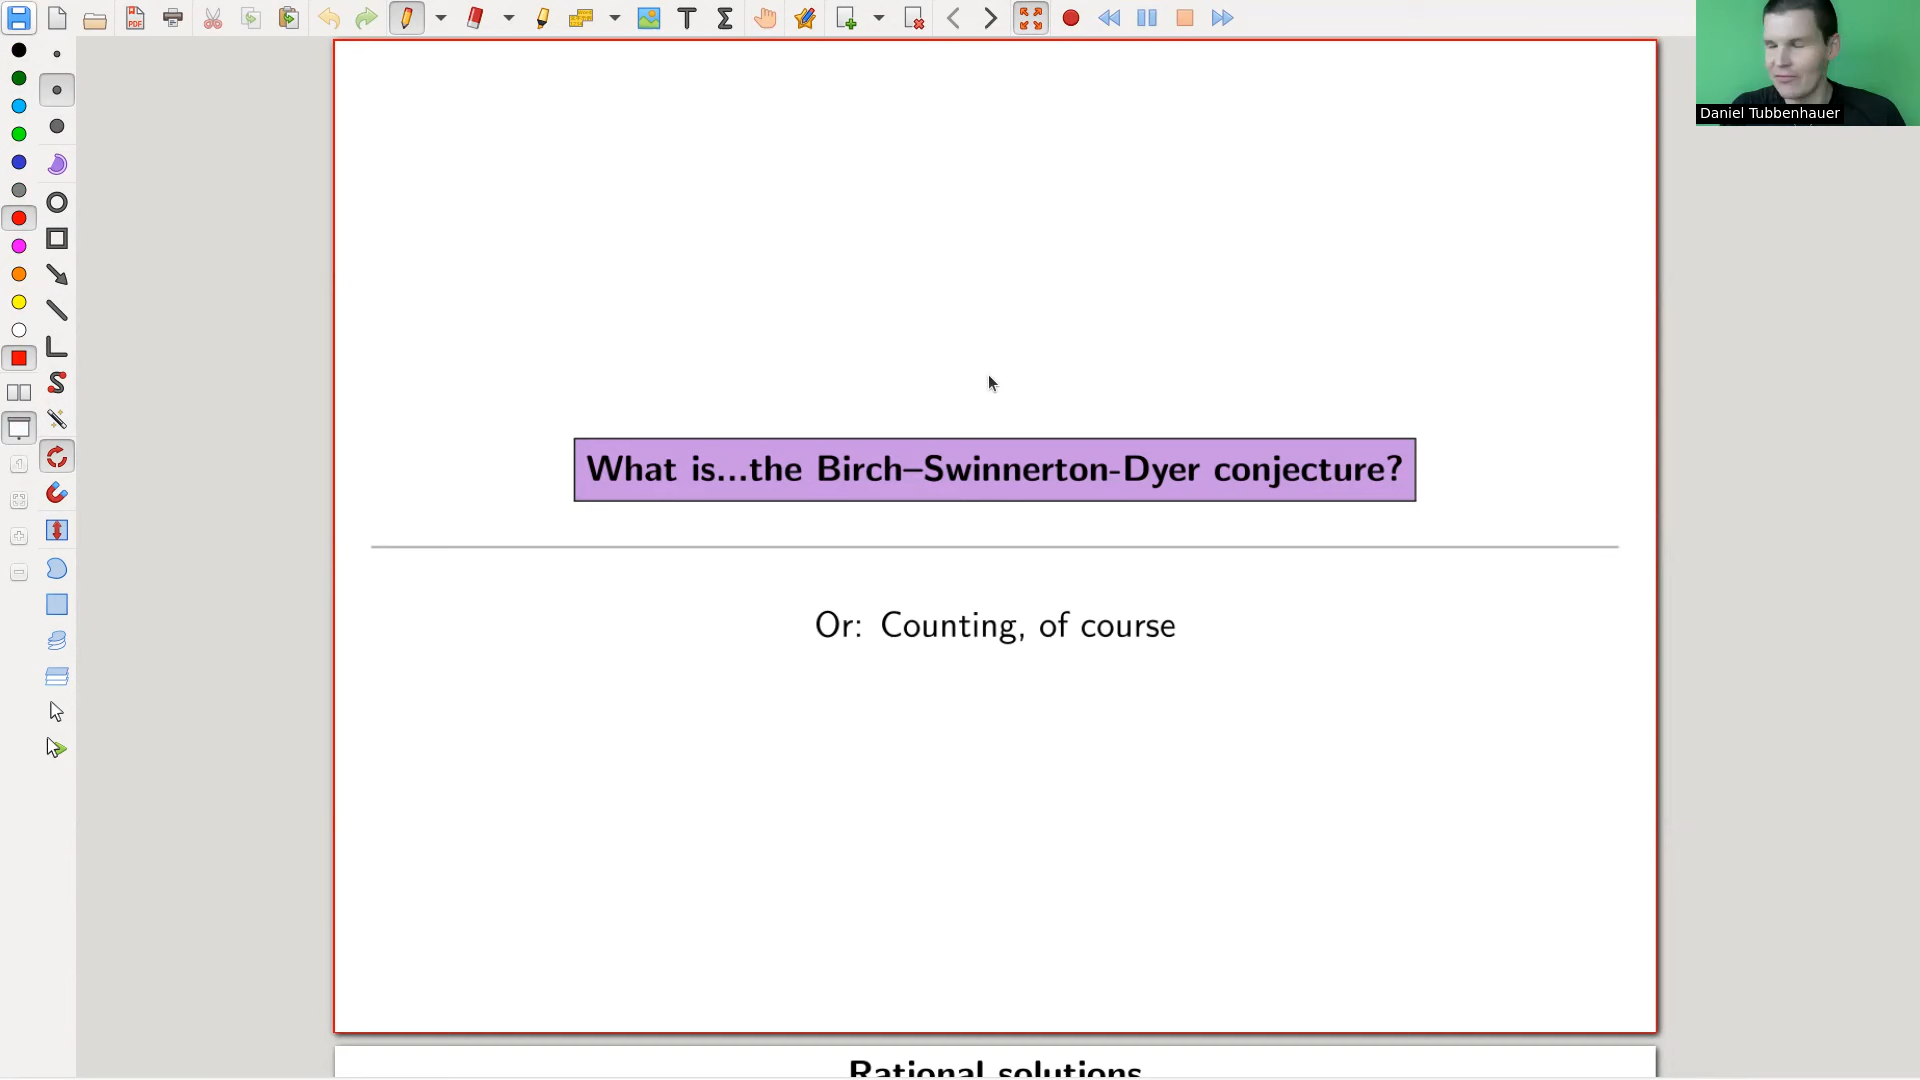 Daniel Tubbenhauer
What is...the Birch–Swinnerton-Dyer conjecture?
Or: Counting, of course
Rational solutions